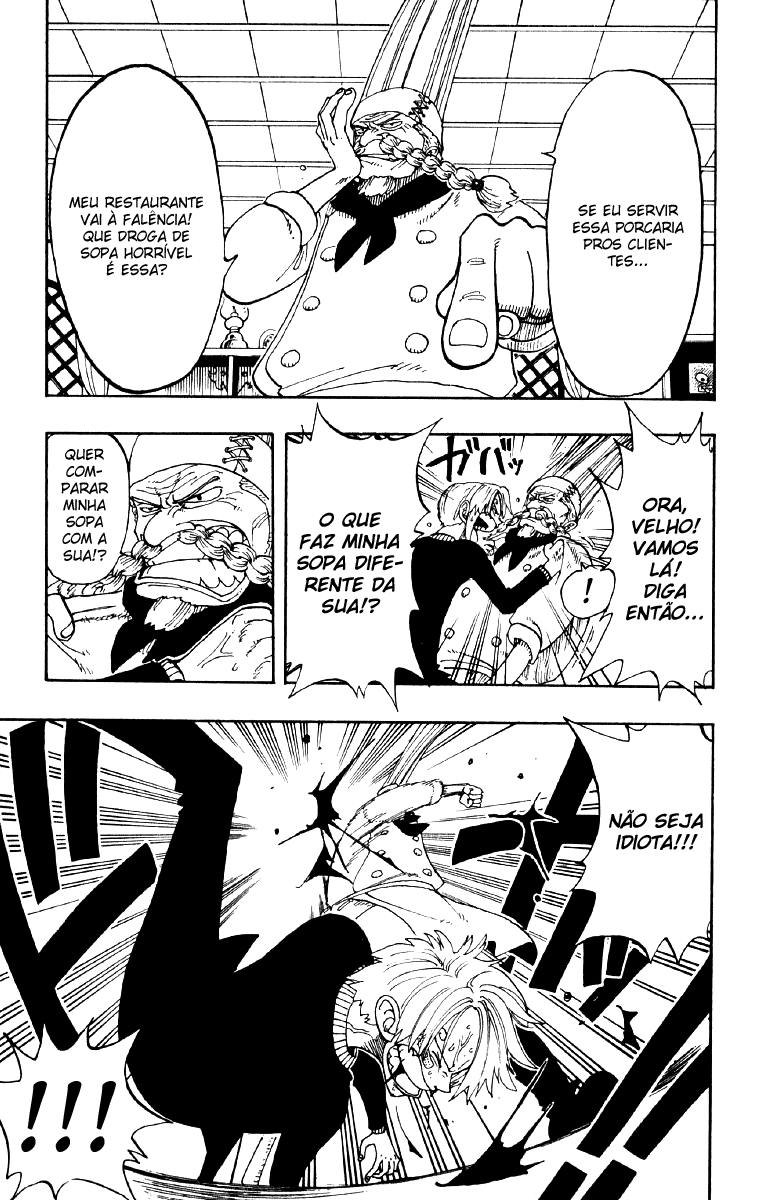 SE EU SERVIR
ESSA PORCARIA
PROS CLIEN-
TES...
MEU RESTAURANTE
VAI À FALÊNCIA!
QUE DROGA DE
SOPA HORRÍVEL
É ESSA?
ORA,
VELHO!
VAMOS
LÁ!
DIGA
ENTÃO...
!
ガバッ
O QUE
FAZ MINHA
SOPA DIFE-
RENTE DA
SUA!?
QUER
COM-
PARAR
MINHA
SOPA
COM A
SUA!?
NÃO SEJA
IDIOTA!!!
!!!